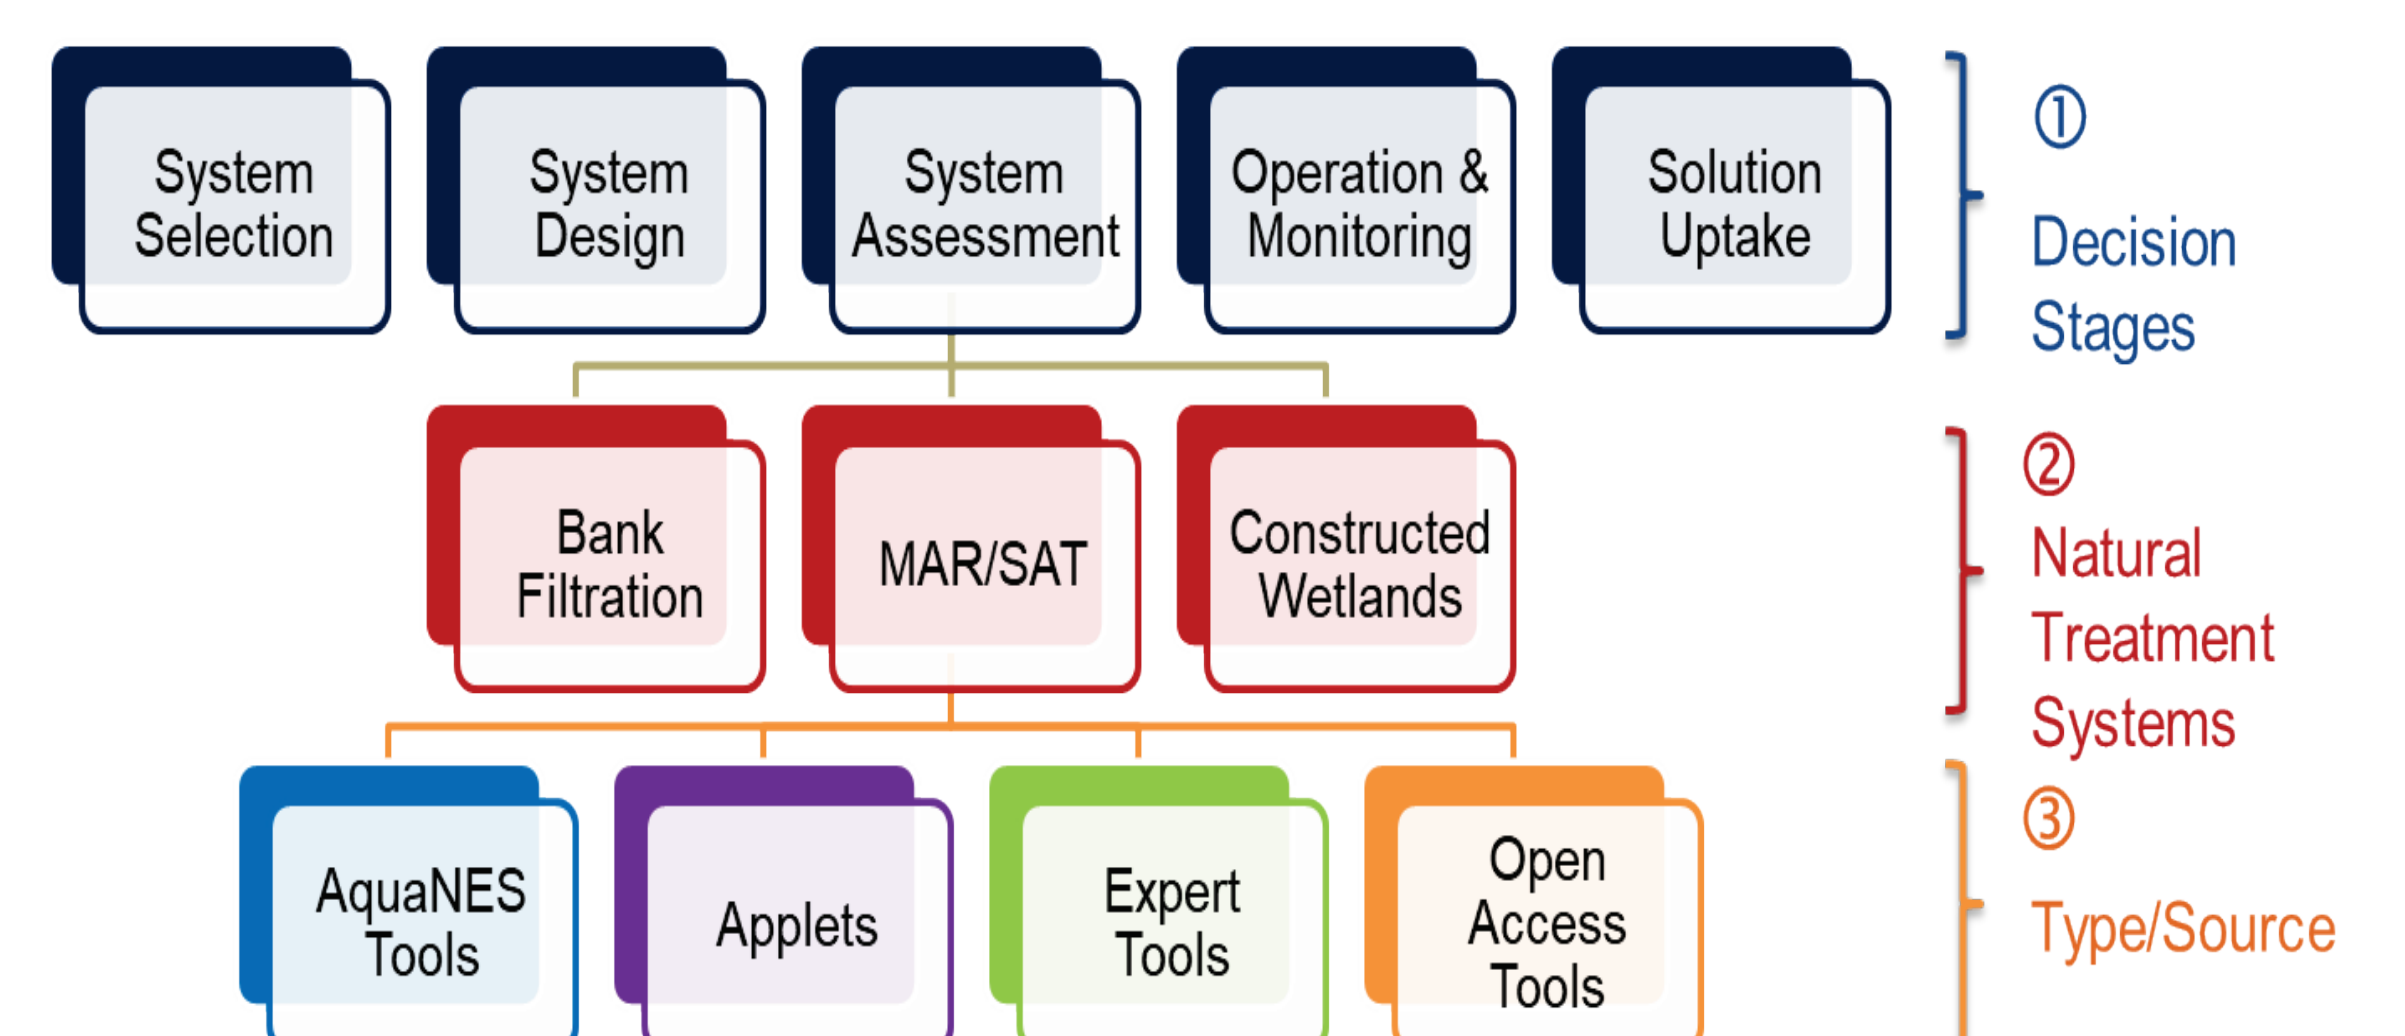 System
Selection
System
Design
System
Assessment
Operation &
Monitoring
Solution
Uptake
①
Decision
Stages
Bank
Filtration
MAR/SAT
Constructed
Wetlands
②
Natural
Treatment
Systems
AquaNES
Tools
Applets
Expert
Tools
Open
Access
Tools
③
Type/Source